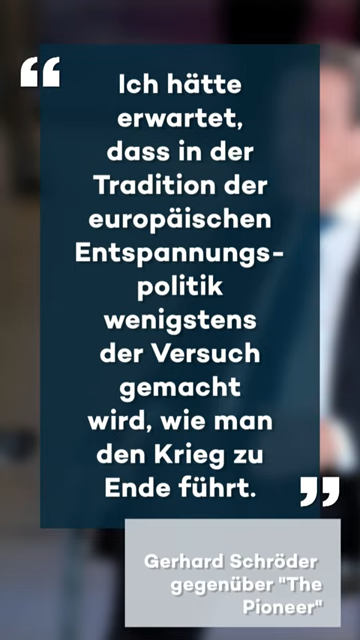 “
Ich hätte
erwartet,
dass in der
Tradition der
europäischen
Entspannungs-
politik
wenigstens
der Versuch
gemacht
wird, wie man
den Krieg zu
Ende führt.
”
Gerhard Schröder
gegenüber "The
Pioneer"